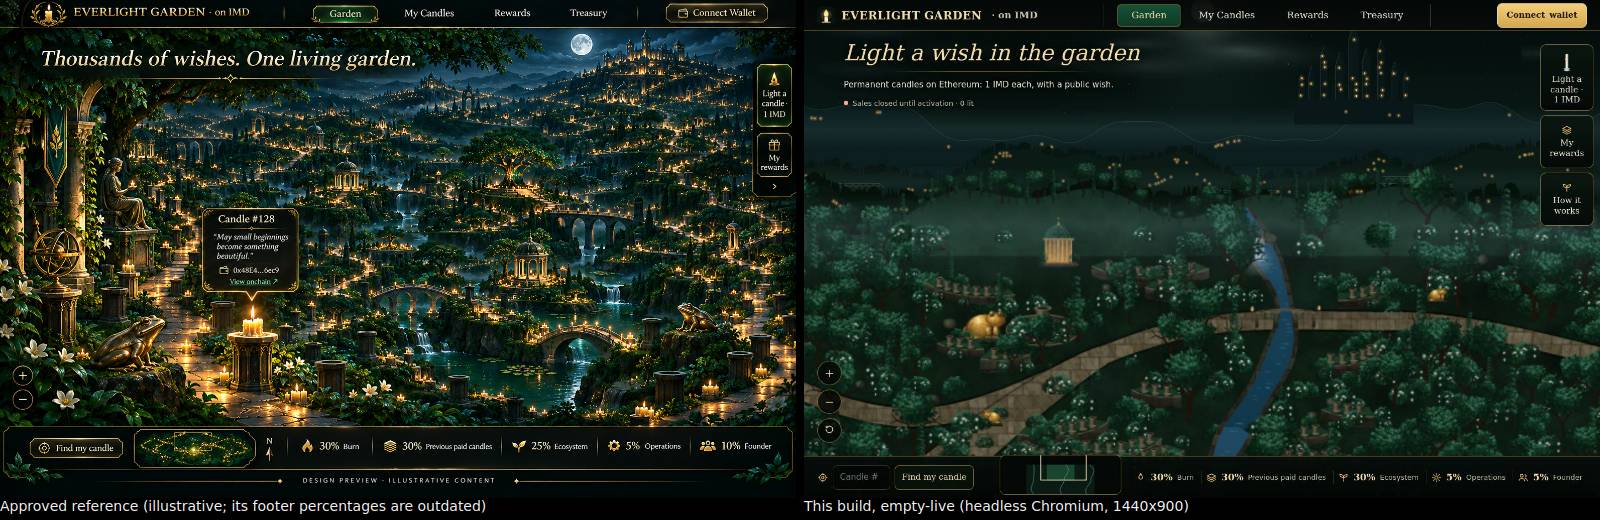 EVERLIGHT GARDEN · on IMD
Garden
My Candles
Rewards
Treasury
Connect Wallet
Thousands of wishes. One living garden.
Light a
candle·
1 IMD
My
rewards
Candle #128
"May small beginnings
become something
beautiful."
0x48E4...6ec9
View onchain ↗
Find my candle
N
30% Burn
30% Previous paid candles
25% Ecosystem
5% Operations
10% Founder
DESIGN PREVIEW · ILLUSTRATIVE CONTENT
Approved reference (illustrative; its footer percentages are outdated)
EVERLIGHT GARDEN · on IMD
Garden
My Candles
Rewards
Treasury
Connect wallet
Light a wish in the garden
Permanent candles on Ethereum: 1 IMD each, with a public wish.
Sales closed until activation · 0 lit
Light a
candle ·
1 IMD
My
rewards
How it
works
Candle #
Find my candle
30% Burn
30% Previous paid candles
30% Ecosystem
5% Operations
5% Founder
This build, empty-live (headless Chromium, 1440x900)